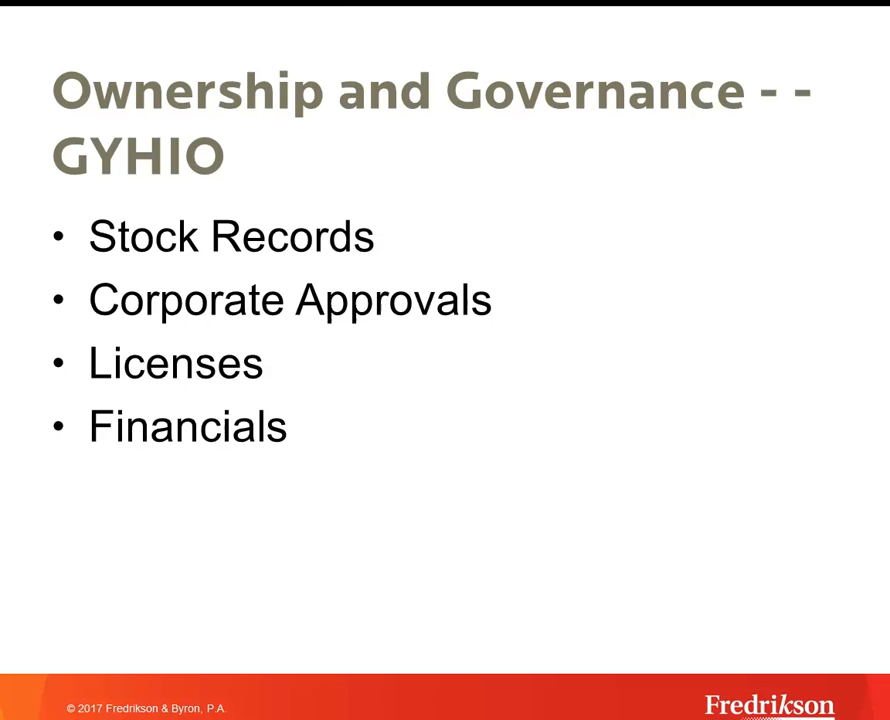 Ownership and Governance - -
GYHIO
• Stock Records
• Corporate Approvals
• Licenses
• Financials
© 2017 Fredrikson & Byron, P.A.
Fredrikson